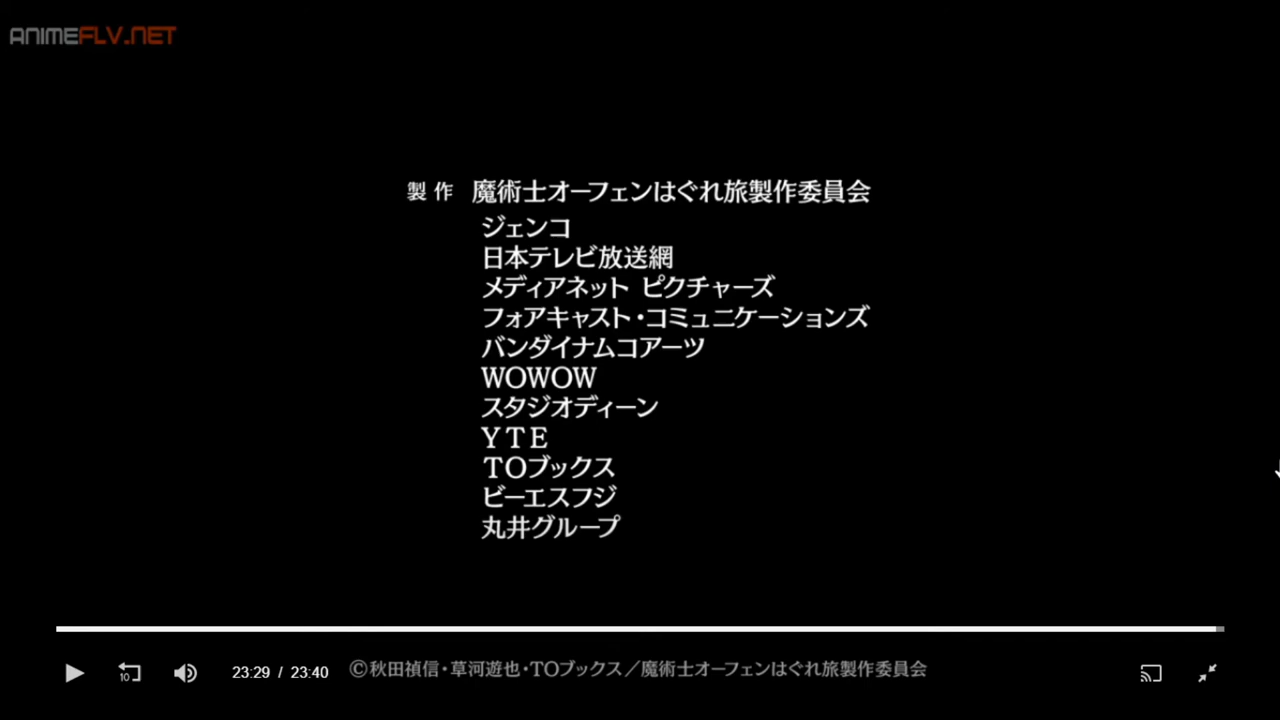 ANIMEFLV.NET
製作 魔術士オーフェンはぐれ旅製作委員会
ジェンコ
日本テレビ放送網
メディアネット ピクチャーズ
フォアキャスト・コミュニケーションズ
バンダイナムコアーツ
WOWOW
スタジオディーン
YTE
TOブックス
ビーエスフジ
丸井グループ
10
23:29 / 23:40 ©秋田禎信・草河遊也・TOブックス/魔術士オーフェンはぐれ旅製作委員会